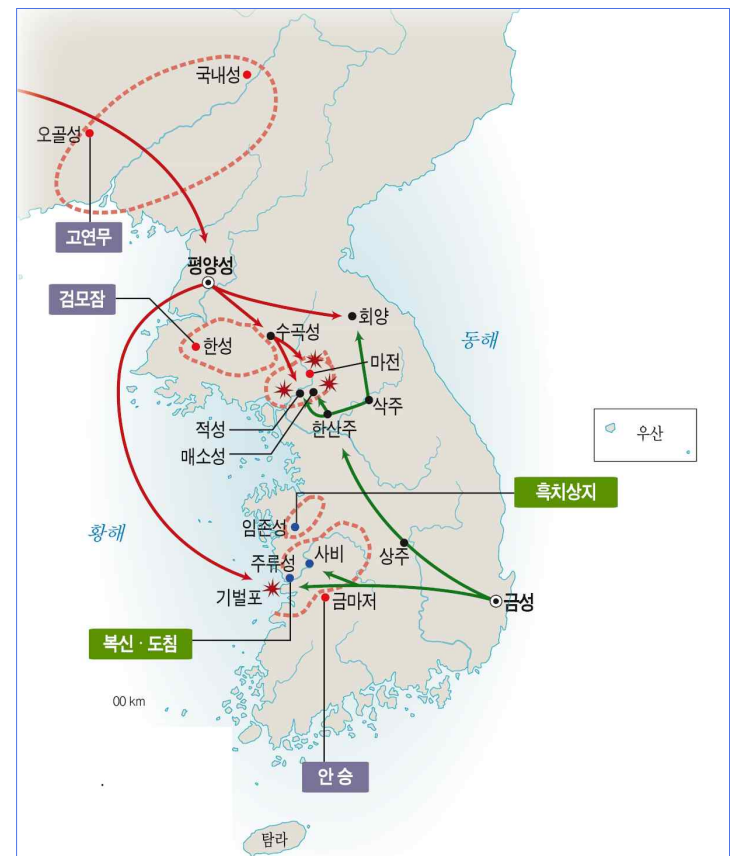 국내성
오골성
고연무
평양성
검모잠
회양
수곡성
동해
한성
마전
삭주
적성
한산주
우산
매소성
흑치상지
임존성
황해
사비
상주
주류성
기벌포
금마저
금성
복신·도침
00 km
안 승
탐라